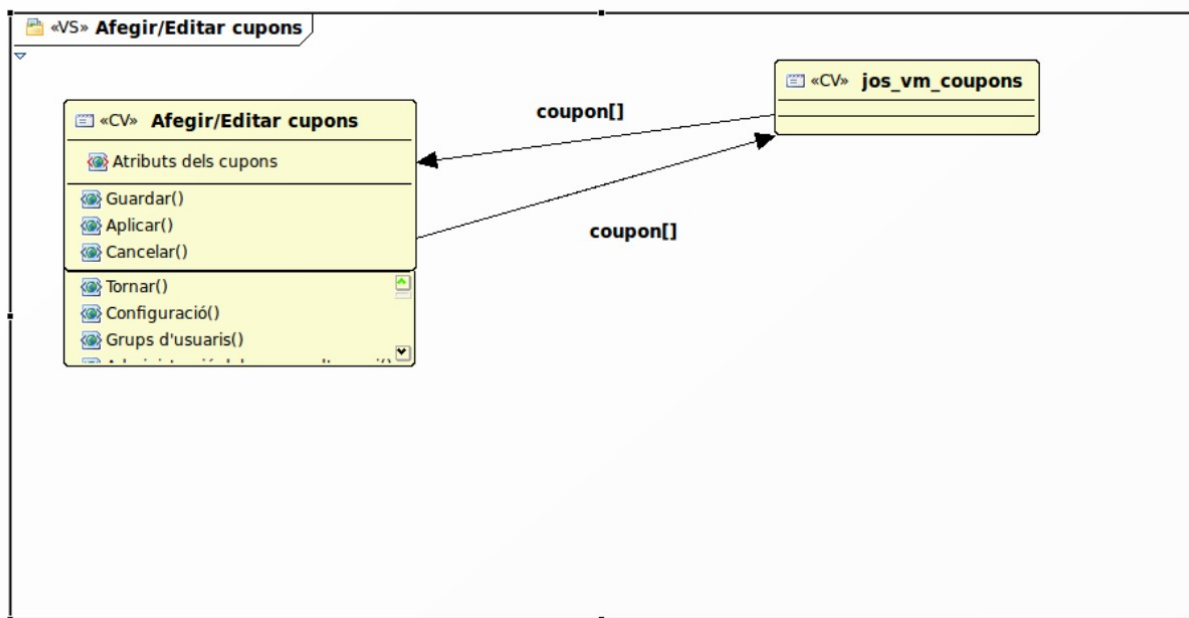 «VS» Afegir/Editar cupons
«CV» jos_vm_coupons
coupon[]
«CV» Afegir/Editar cupons
Atributs dels cupons
Guardar()
Aplicar()
coupon[]
Cancelar()
Tornar()
Configuració()
Grups d'usuaris()